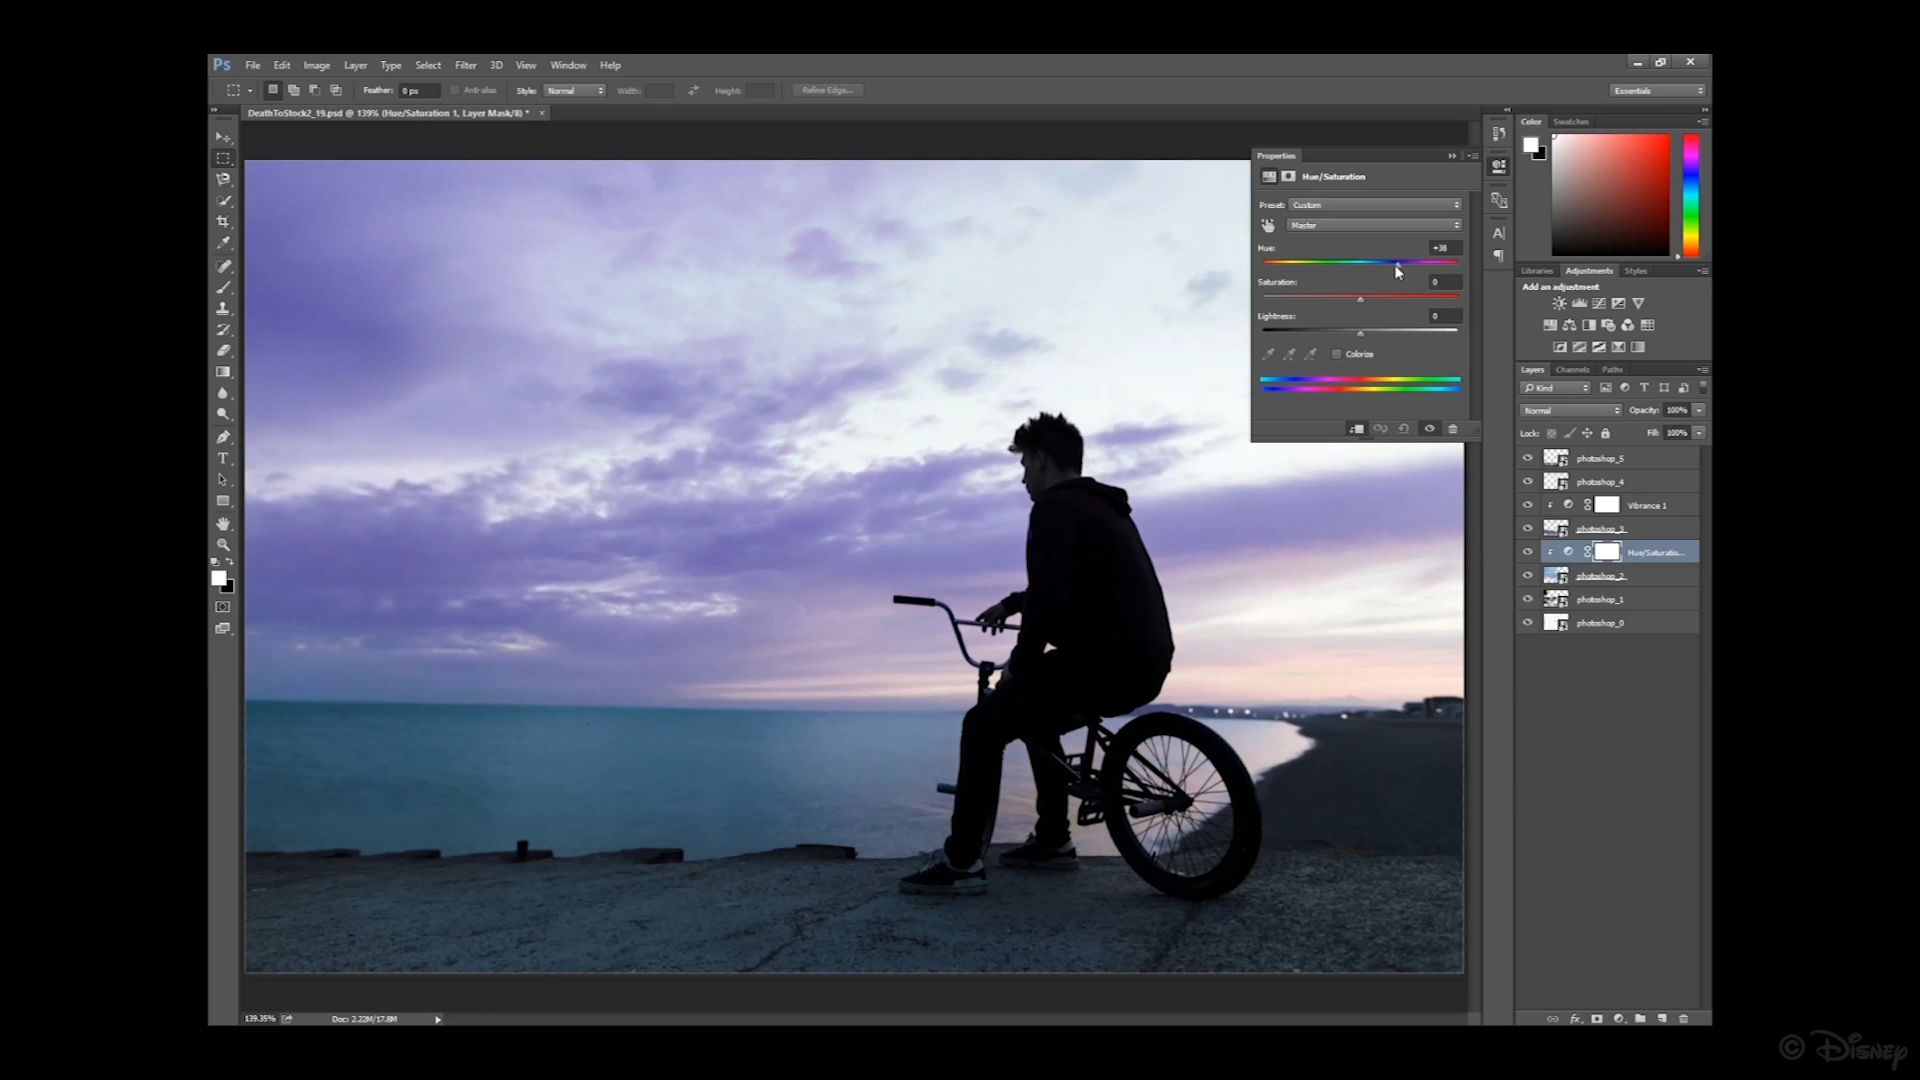 Ps File Edit Image Layer Type Select Filter 3D View Window Help
Feather: 0 px Anti-alias Style: Normal Width: Height: Refine Edge... Essentials
DeathToStock2_19.psd @ 139% (Hue/Saturation 1, Layer Mask/8) * ×
Properties
Hue/Saturation
Preset: Custom
Master
Hue: +38
Saturation: 0
Lightness: 0
Colorize
Color Swatches
Libraries Adjustments Styles
Add an adjustment
Layers Channels Paths
Kind
Normal Opacity: 100%
Lock: Fill: 100%
photoshop_5
photoshop_4
Vibrance 1
photoshop_3
Hue/Saturatio...
photoshop_2
photoshop_1
photoshop_0
139.35% Doc: 2.22M/17.8M
© Disney